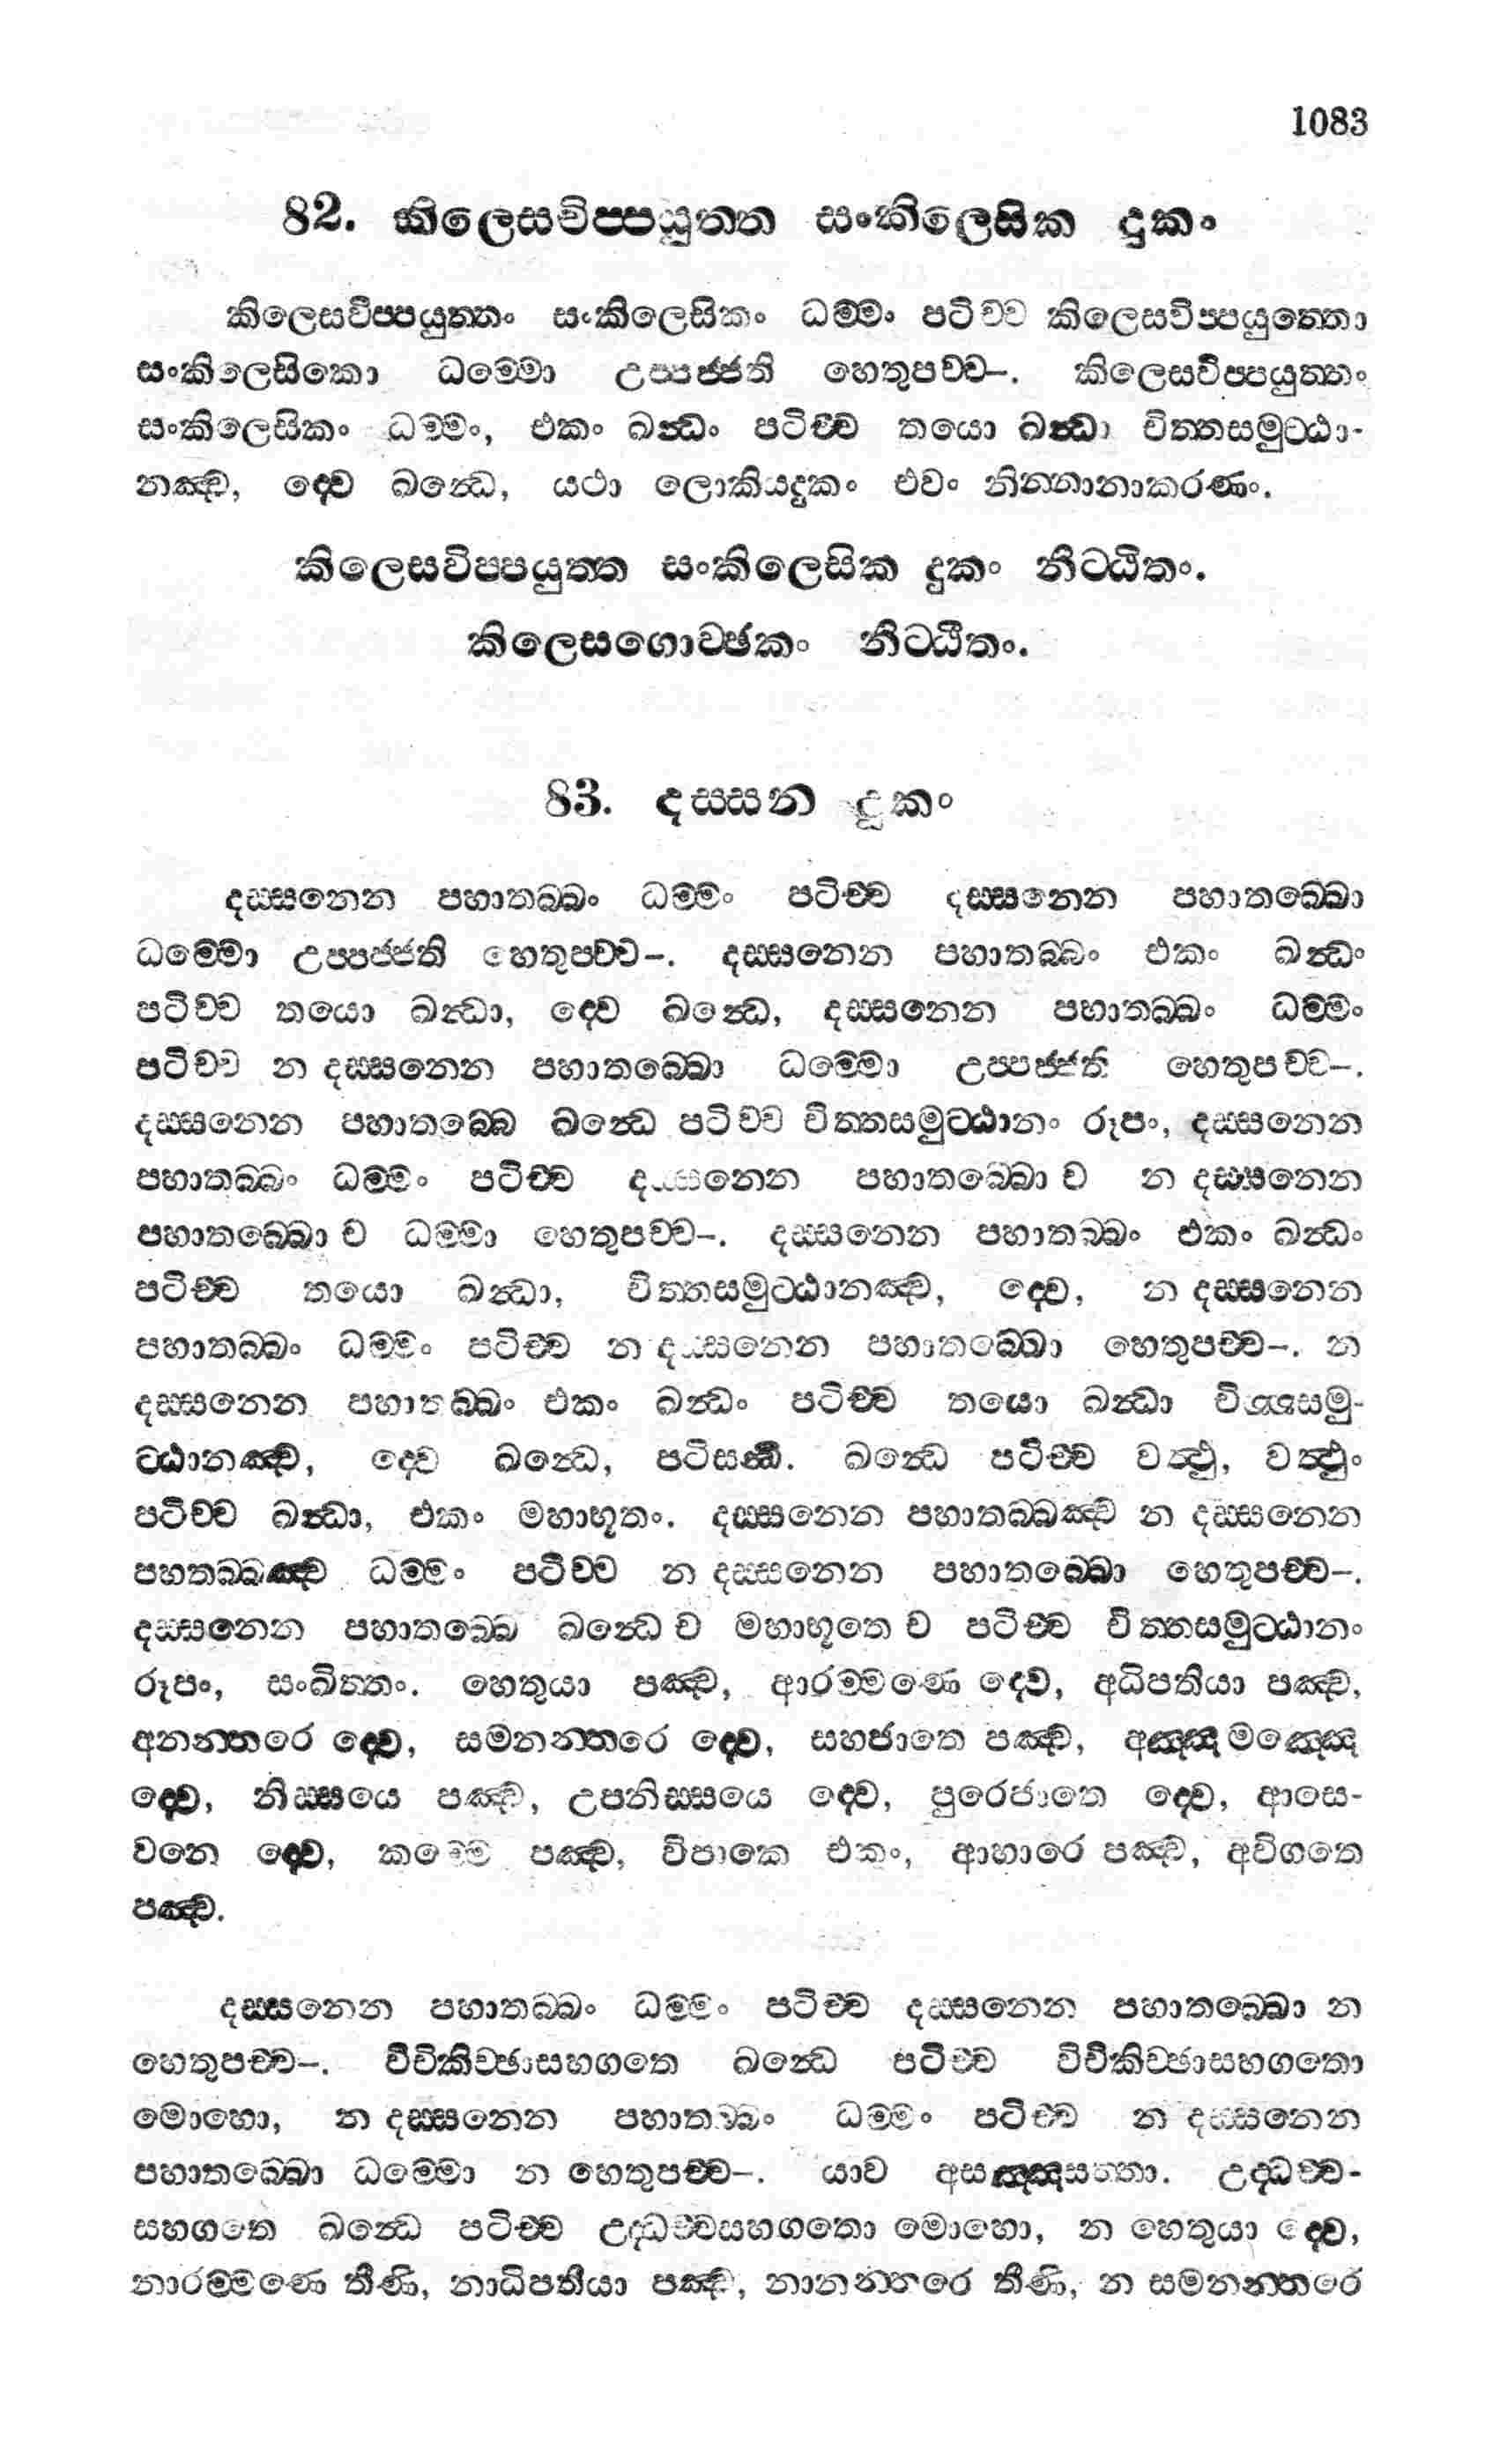 1083
82. කිලෙසවිප්පයුත්ත සංකිලෙසික දුකං
කිලෙසවිප්පයුත්තං සංකිලෙසිකං ධම්මං පටිච්ච කිලෙසවිප්පයුත්තො
සංකිලෙසිකො ධම්මො උප්පජ්ජති හෙතුපච්ච–. කිලෙසවිප්පයුත්තං
සංකිලෙසිකං ධම්මං, එකං ඛන්ධං පටිච්ච තයො ඛන්ධා චිත්තසමුට්ඨා-
නඤ්ච, ද්වෙ ඛන්ධෙ, යථා ලොකියදුකං එවං නින්නානාකරණං.
කිලෙසවිප්පයුත්ත සංකිලෙසික දුකං නිට්ඨිතං.
කිලෙසගොච්ඡකං නිට්ඨිතං.
83. දස්සන දුකං
දස්සනෙන පහාතබ්බං ධම්මං පටිච්ච දස්සනෙන පහාතබ්බො
ධම්මො උප්පජ්ජති හෙතුපච්ච–. දස්සනෙන පහාතබ්බං එකං ඛන්ධං
පටිච්ච තයො ඛන්ධා, ද්වෙ ඛන්ධෙ, දස්සනෙන පහාතබ්බං ධම්මං
පටිච්ච න දස්සනෙන පහාතබ්බො ධම්මො උප්පජ්ජති හෙතුපච්ච–.
දස්සනෙන පහාතබ්බෙ ඛන්ධෙ පටිච්ච චිත්තසමුට්ඨානං රූපං, දස්සනෙන
පහාතබ්බං ධම්මං පටිච්ච දස්සනෙන පහාතබ්බො ච න දස්සනෙන
පහාතබ්බො ච ධම්මා හෙතුපච්ච–. දස්සනෙන පහාතබ්බං එකං ඛන්ධං
පටිච්ච තයො ඛන්ධා, චිත්තසමුට්ඨානඤ්ච, ද්වෙ, න දස්සනෙන
පහාතබ්බං ධම්මං පටිච්ච න දස්සනෙන පහාතබ්බො හෙතුපච්ච–. න
දස්සනෙන පහාතබ්බං එකං ඛන්ධං පටිච්ච තයො ඛන්ධා චිත්තසමු-
ට්ඨානඤ්ච, ද්වෙ ඛන්ධෙ, පටිසන්ධි. ඛන්ධෙ පටිච්ච වත්ථු, වත්ථුං
පටිච්ච ඛන්ධා, එකං මහාභූතං. දස්සනෙන පහාතබ්බඤ්ච න දස්සනෙන
පහතබ්බඤ්ච ධම්මං පටිච්ච න දස්සනෙන පහාතබ්බො හෙතුපච්ච–.
දස්සනෙන පහාතබ්බෙ ඛන්ධෙ ච මහාභූතෙ ච පටිච්ච චිත්තසමුට්ඨානං
රූපං, සංඛිත්තං. හෙතුයා පඤ්ච, ආරම්මණෙ ද්වෙ, අධිපතියා පඤ්ච,
අනන්තරෙ ද්වෙ, සමනන්තරෙ ද්වෙ, සහජාතෙ පඤ්ච, අඤ්ඤමඤ්ඤෙ
ද්වෙ, නිස්සයෙ පඤ්ච, උපනිස්සයෙ ද්වෙ, පුරෙජාතෙ ද්වෙ, ආසෙ-
වනෙ ද්වෙ, කම්මෙ පඤ්ච, විපාකෙ එකං, ආහාරෙ පඤ්ච, අවිගතෙ
පඤ්ච.
දස්සනෙන පහාතබ්බං ධම්මං පටිච්ච දස්සනෙන පහාතබ්බො න
හෙතුපච්ච–. විචිකිච්ඡාසහගතෙ ඛන්ධෙ පටිච්ච විචිකිච්ඡාසහගතො
මොහො, න දස්සනෙන පහාතබ්බං ධම්මං පටිච්ච න දස්සනෙන
පහාතබ්බො ධම්මො න හෙතුපච්ච–. යාව අසඤ්ඤසත්තා. උද්ධච්ච-
සහගතෙ ඛන්ධෙ පටිච්ච උද්ධච්චසහගතො මොහො, න හෙතුයා ද්වෙ,
නාරම්මණෙ තීණි, නාධිපතියා පඤ්ච, නානන්තරෙ තීණි, න සමනන්තරෙ